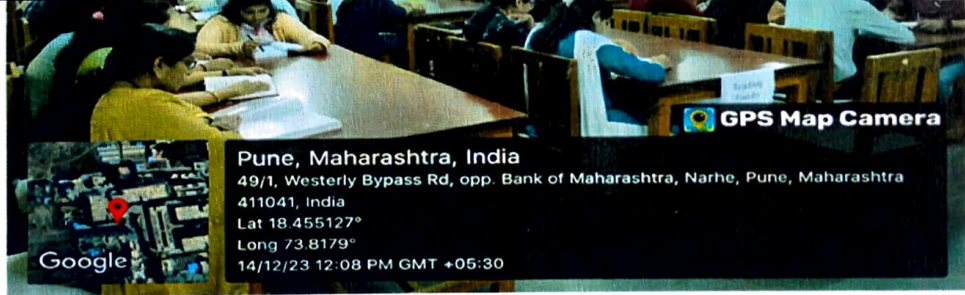 GPS Map Camera
Pune, Maharashtra, India
49/1, Westerly Bypass Rd, opp. Bank of Maharashtra, Narhe, Pune, Maharashtra
411041, India
Lat 18.455127°
Long 73.8179°
14/12/23 12:08 PM GMT +05:30
Google